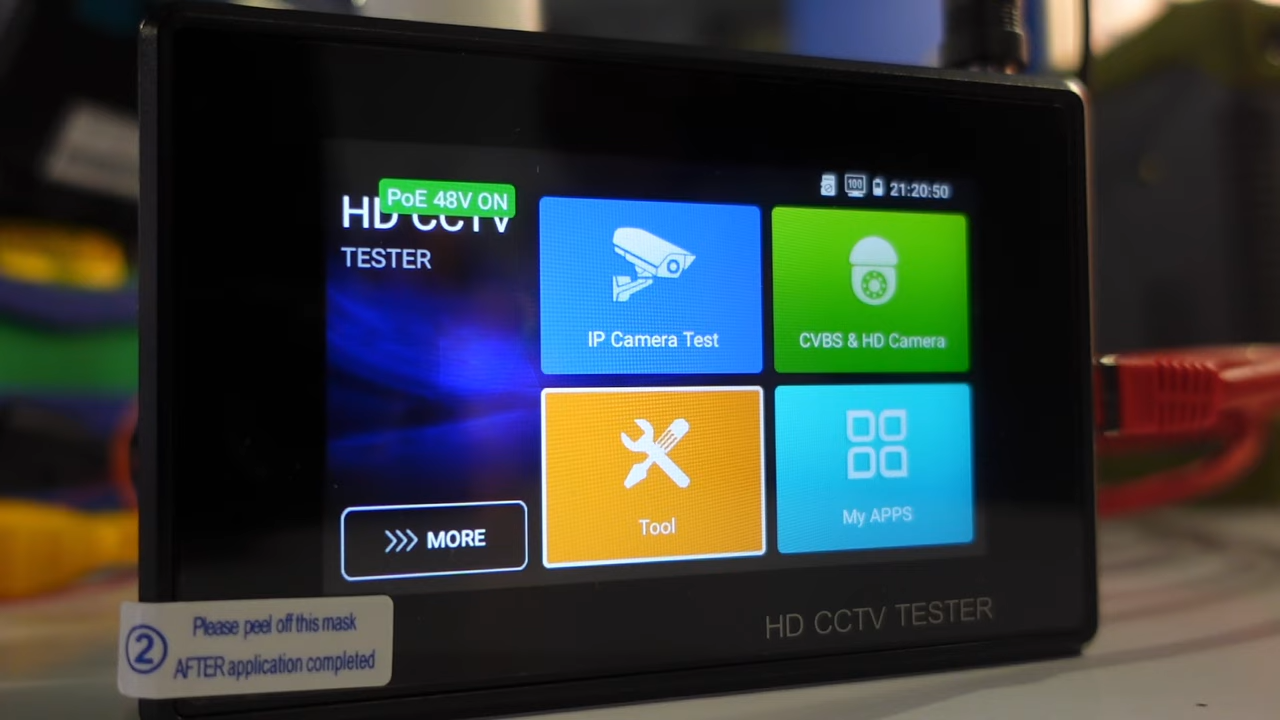 PoE 48V ON
HD CCTV
TESTER
100
21:20:50
IP Camera Test
CVBS & HD Camera
Tool
My APPS
>>> MORE
HD CCTV TESTER
2
Please peel off this mask
AFTER application completed